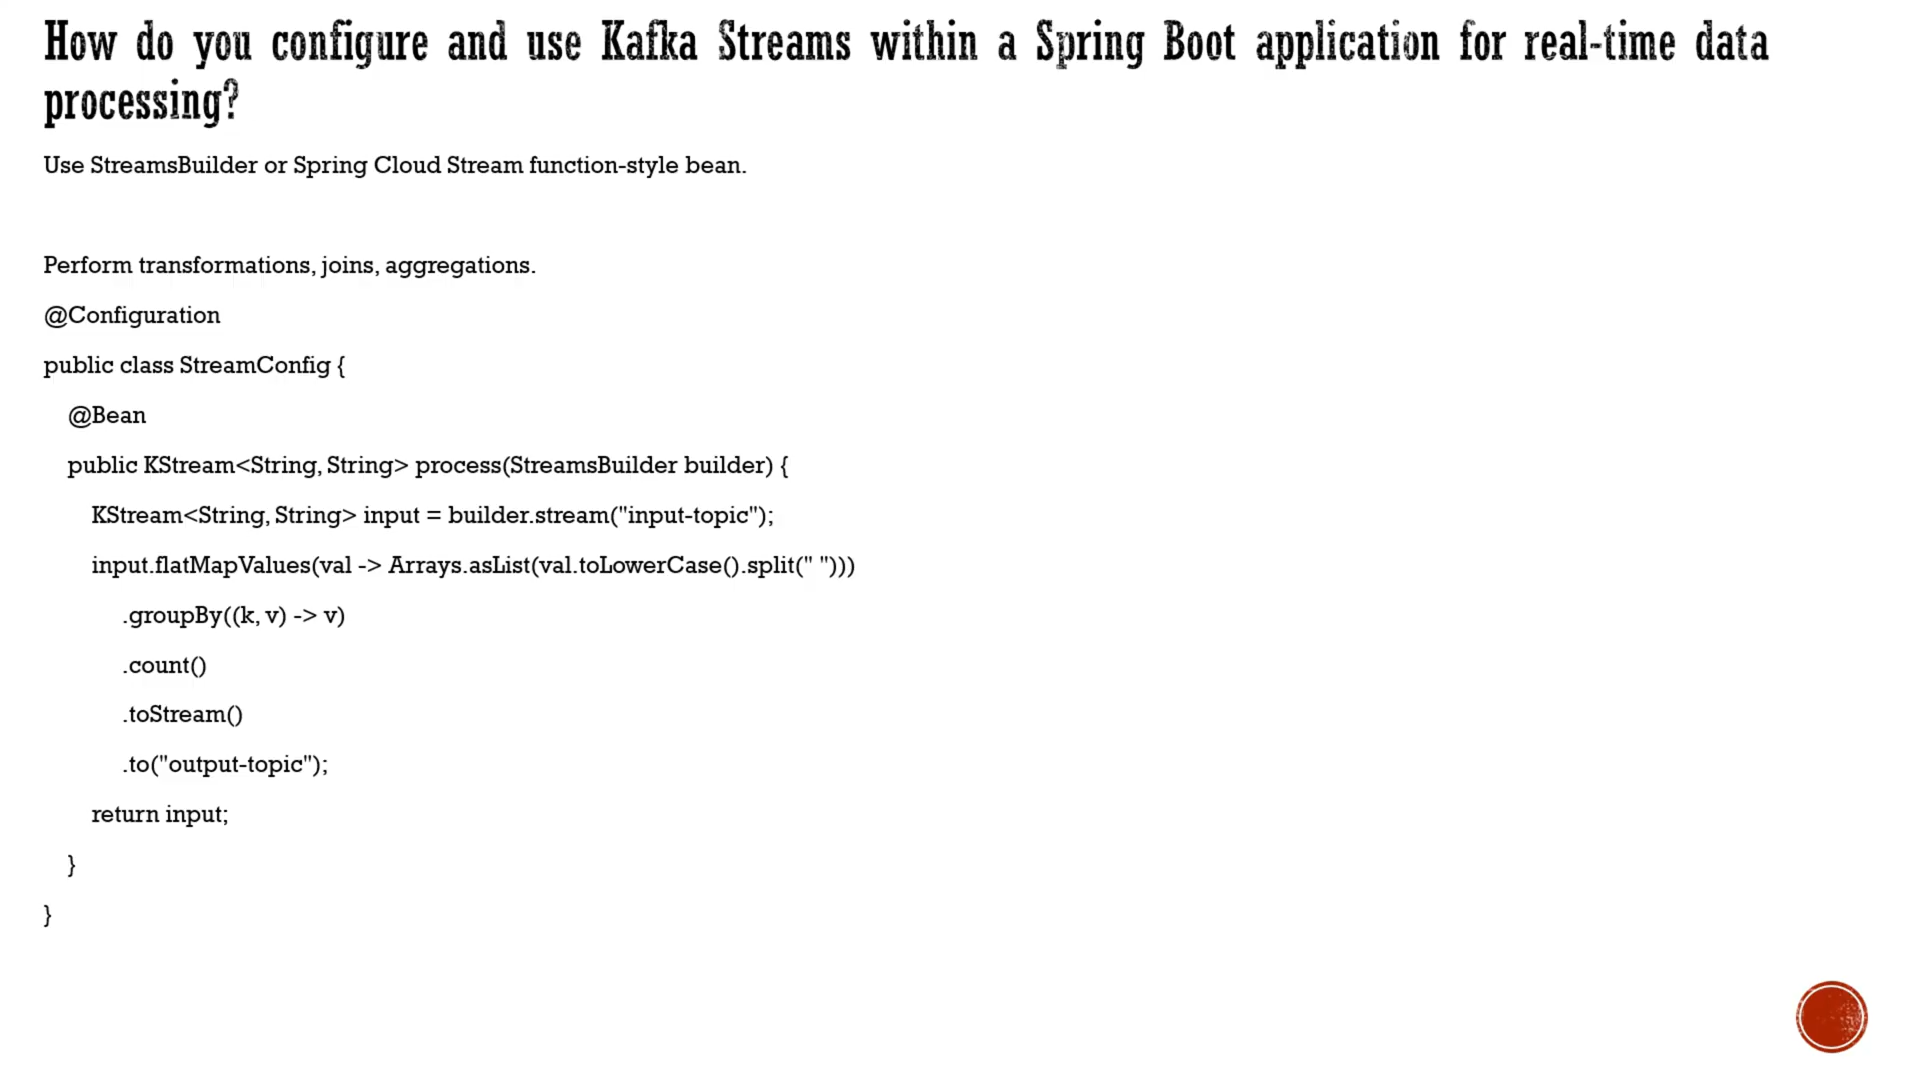 How do you configure and use Kafka Streams within a Spring Boot application for real-time data
processing?
Use StreamsBuilder or Spring Cloud Stream function-style bean.
Perform transformations, joins, aggregations.
@Configuration
public class StreamConfig {
@Bean
public KStream<String, String> process(StreamsBuilder builder) {
KStream<String, String> input = builder.stream("input-topic");
input.flatMapValues(val -> Arrays.asList(val.toLowerCase().split(" ")))
.groupBy((k, v) -> v)
.count()
.toStream()
.to("output-topic");
return input;
}
}